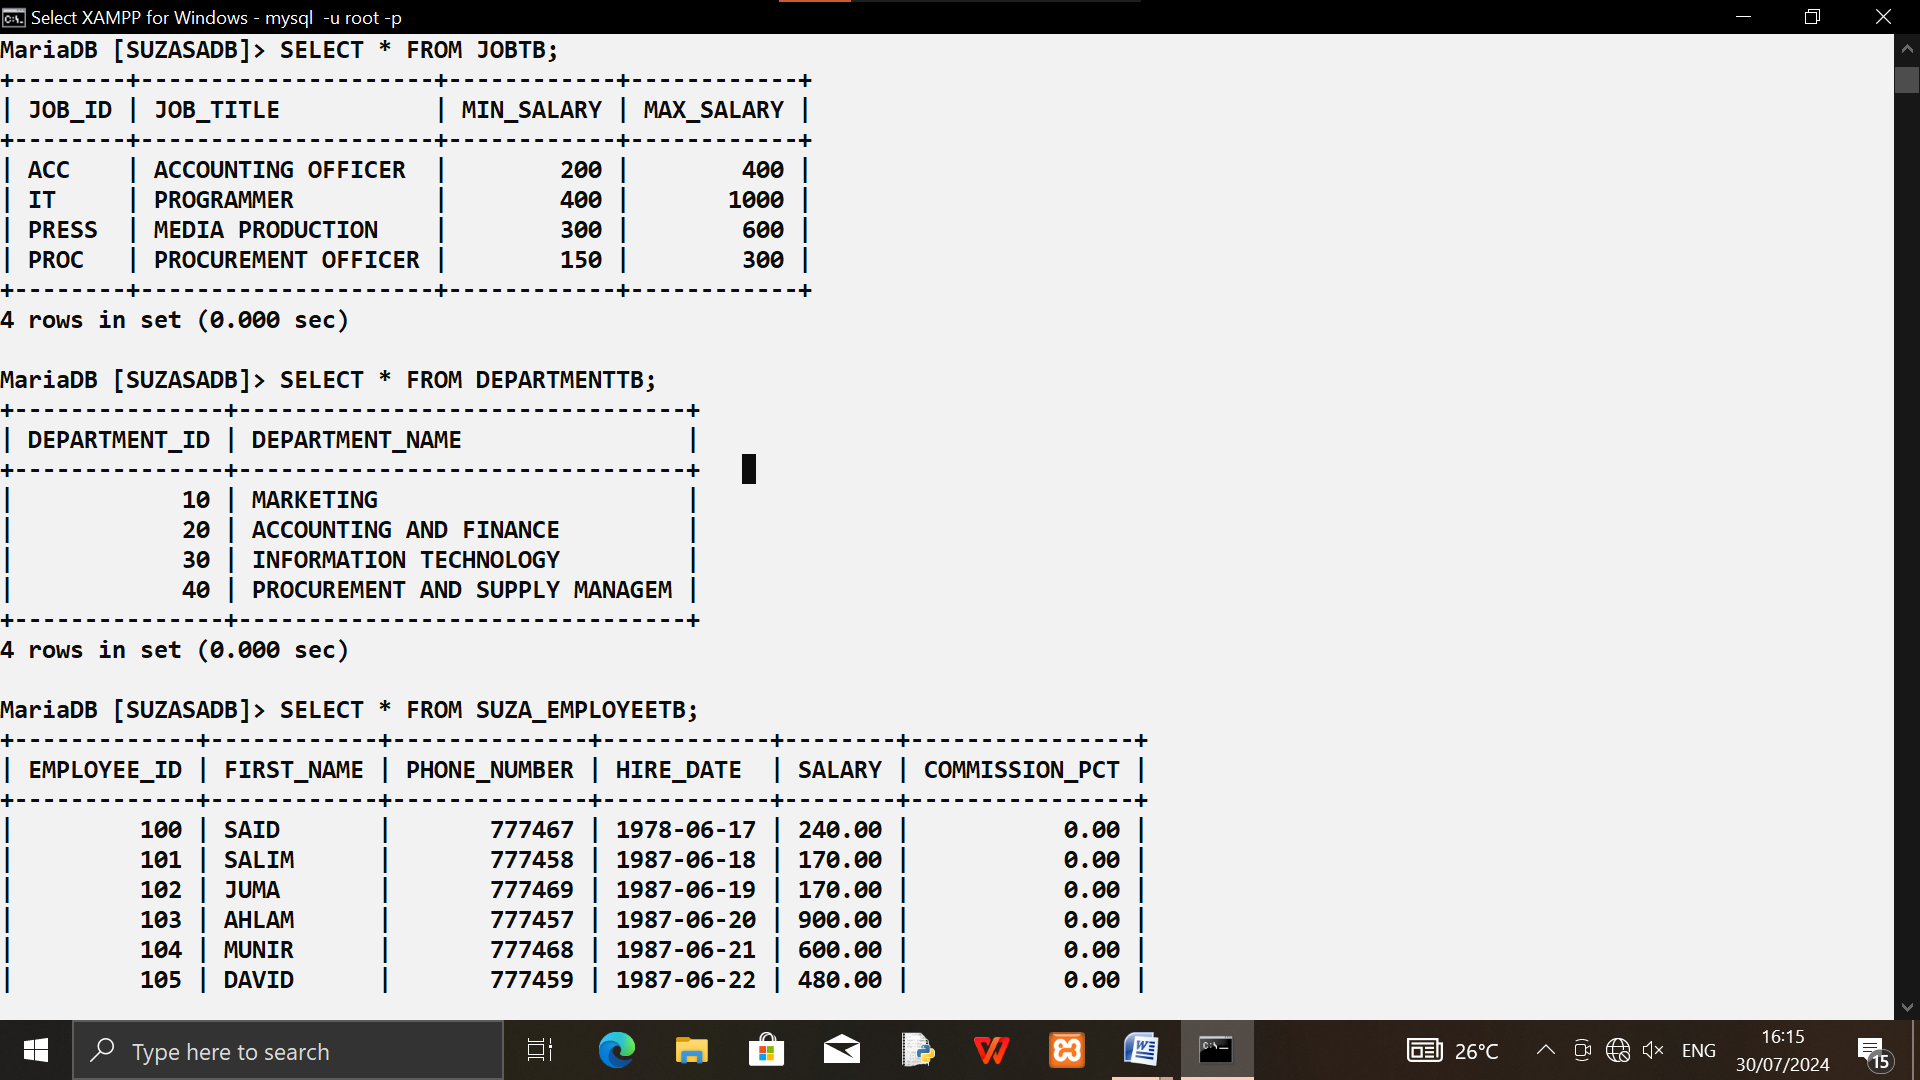 Select XAMPP for Windows - mysql  -u root -p
MariaDB [SUZASADB]> SELECT * FROM JOBTB;
+--------+----------------------+------------+------------+
| JOB_ID | JOB_TITLE            | MIN_SALARY | MAX_SALARY |
+--------+----------------------+------------+------------+
| ACC    | ACCOUNTING OFFICER   |        200 |        400 |
| IT     | PROGRAMMER           |        400 |       1000 |
| PRESS  | MEDIA PRODUCTION     |        300 |        600 |
| PROC   | PROCUREMENT OFFICER  |        150 |        300 |
+--------+----------------------+------------+------------+
4 rows in set (0.000 sec)

MariaDB [SUZASADB]> SELECT * FROM DEPARTMENTTB;
+---------------+--------------------------------+
| DEPARTMENT_ID | DEPARTMENT_NAME                |
+---------------+--------------------------------+
|            10 | MARKETING                      |
|            20 | ACCOUNTING AND FINANCE         |
|            30 | INFORMATION TECHNOLOGY         |
|            40 | PROCUREMENT AND SUPPLY MANAGEM |
+---------------+--------------------------------+
4 rows in set (0.000 sec)

MariaDB [SUZASADB]> SELECT * FROM SUZA_EMPLOYEETB;
+-------------+------------+--------------+------------+--------+----------------+
| EMPLOYEE_ID | FIRST_NAME | PHONE_NUMBER | HIRE_DATE  | SALARY | COMMISSION_PCT |
+-------------+------------+--------------+------------+--------+----------------+
|         100 | SAID       |       777467 | 1978-06-17 | 240.00 |           0.00 |
|         101 | SALIM      |       777458 | 1987-06-18 | 170.00 |           0.00 |
|         102 | JUMA       |       777469 | 1987-06-19 | 170.00 |           0.00 |
|         103 | AHLAM      |       777457 | 1987-06-20 | 900.00 |           0.00 |
|         104 | MUNIR      |       777468 | 1987-06-21 | 600.00 |           0.00 |
|         105 | DAVID      |       777459 | 1987-06-22 | 480.00 |           0.00 |
Type here to search
26°C
ENG
16:15
30/07/2024
15